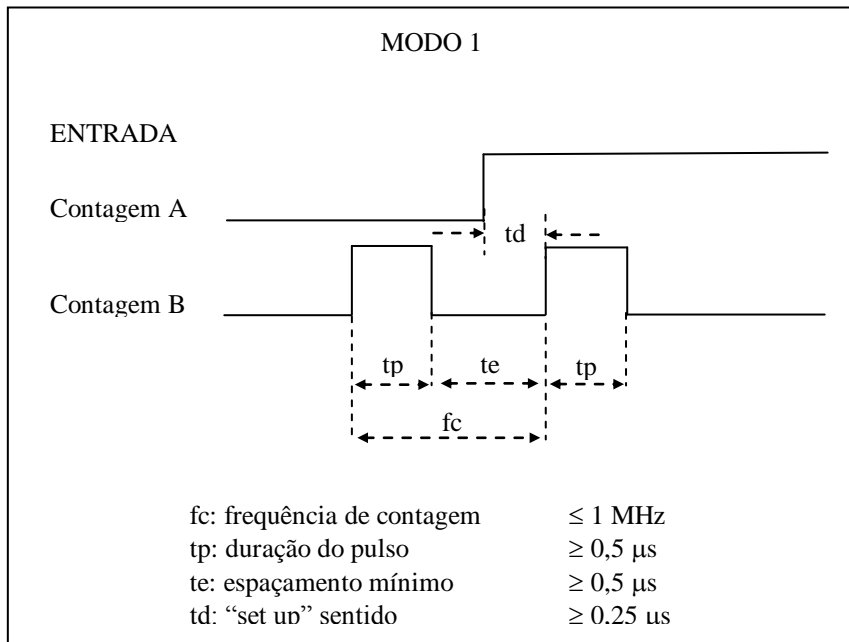 MODO 1
ENTRADA
Contagem A
td
Contagem B
tp te tp
fc
fc: frequência de contagem ≤ 1 MHz
tp: duração do pulso ≥ 0,5 μs
te: espaçamento mínimo ≥ 0,5 μs
td: “set up” sentido ≥ 0,25 μs